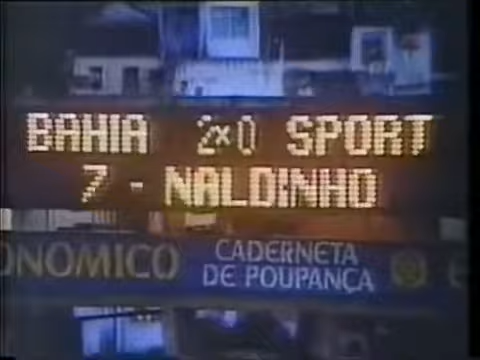 BAHIA 2x0 SPORT
7 - NALDINHO
ONOMICO CADERNETA
DE POUPANÇA